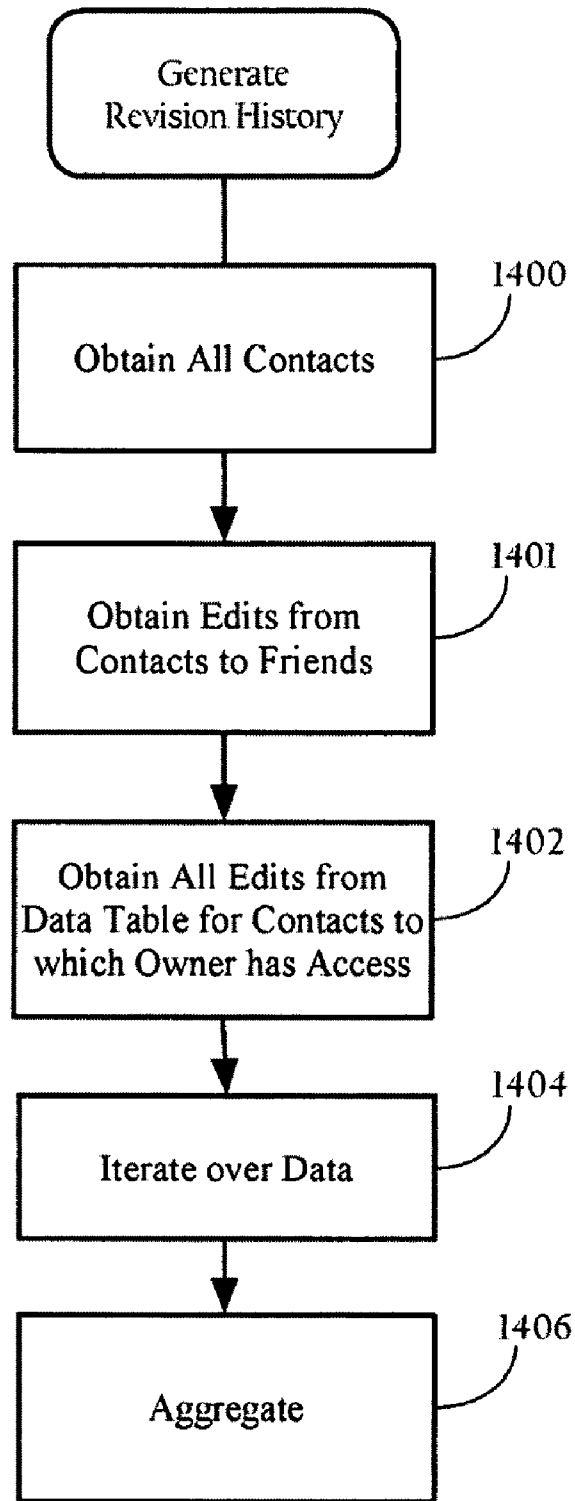 Generate
Revision History
1400
Obtain All Contacts
1401
Obtain Edits from
Contacts to Friends
1402
Obtain All Edits from
Data Table for Contacts to
which Owner has Access
1404
Iterate over Data
1406
Aggregate